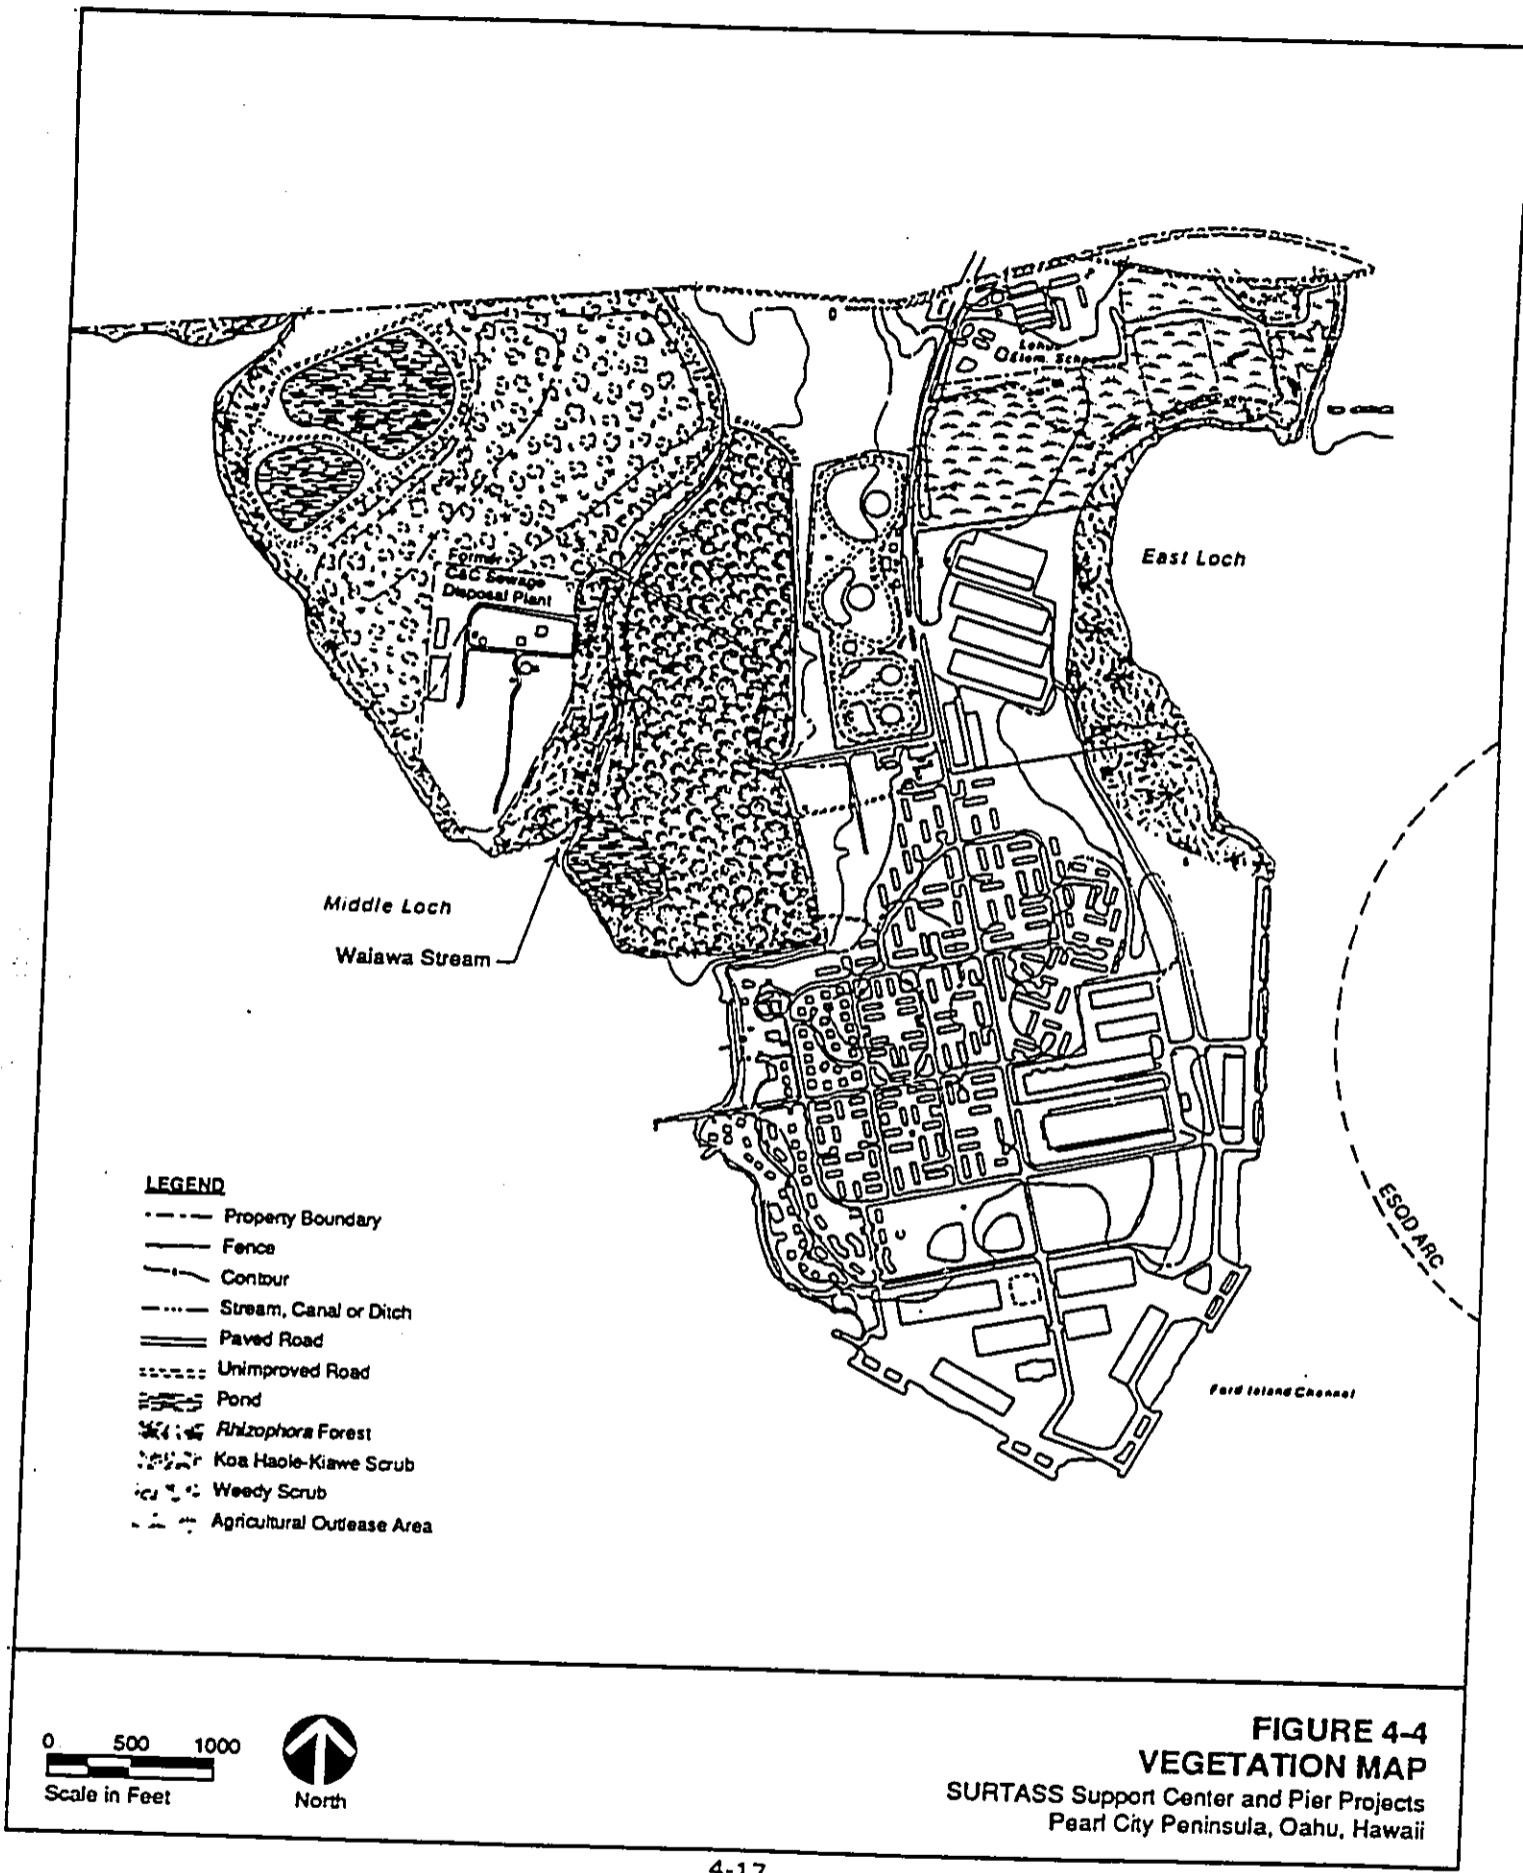 Lehua
Elem. School
East Loch
Former
C&C Sewage
Disposal Plant
Middle Loch
Waiawa Stream
ESQD ARC
Ford Island Channel
LEGEND
Property Boundary
Fence
Contour
Stream, Canal or Ditch
Paved Road
Unimproved Road
Pond
Rhizophora Forest
Koa Haole-Kiawe Scrub
Weedy Scrub
Agricultural Outlease Area
0 500 1000
Scale in Feet
North
FIGURE 4-4
VEGETATION MAP
SURTASS Support Center and Pier Projects
Pearl City Peninsula, Oahu, Hawaii
4-17